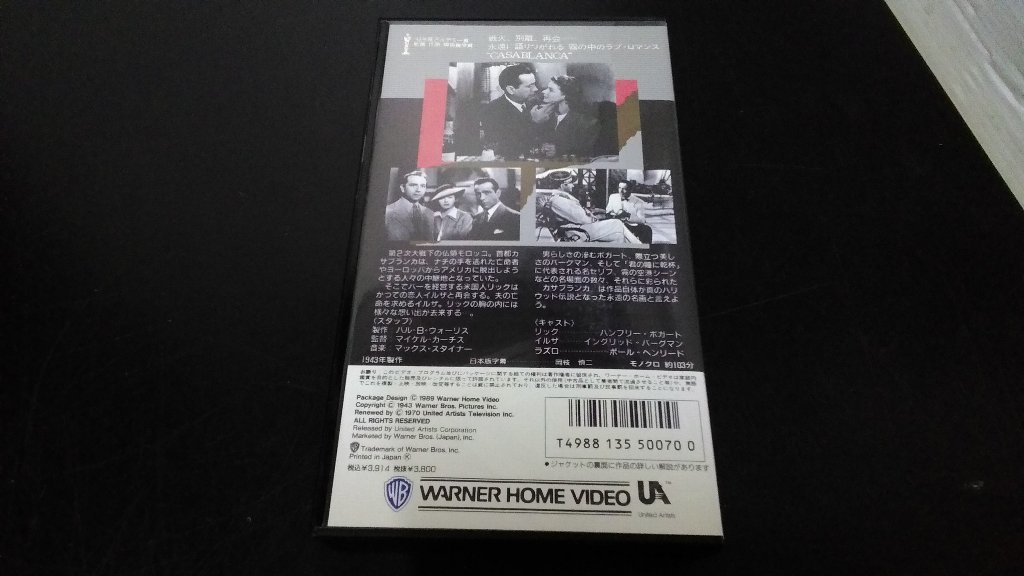 戦火、別離、再会——
永遠に語りつがれる 霧の中のラブ・ロマンス
"CASABLANCA"
第2次大戦下の仏領モロッコ。首都カ
サブランカは、ナチの手を逃れた亡命者
やヨーロッパからアメリカに脱出しよう
とする人々の中継地となっていた。
そこでバーを経営する米国人リックは
かつての恋人イルザと再会する。夫の亡
命を求めるイルザ。リックの胸の内には
様々な想い出が去来する…。
男らしさの滲むボガート、際立つ美し
さのバーグマン、そして「君の瞳に乾杯」
に代表される名セリフ、霧の空港シーン
などの名場面の数々。それらに彩られた
カサブランカ」は作品自体が真のハリ
ウッド伝説となった永遠の名画と言えよ
う。
〈スタッフ〉
製作 ハル・B・ウォーリス
監督 マイケル・カーチス
音楽 マックス・スタイナー
〈キャスト〉
リック…………ハンフリー・ボガート
イルザ……イングリッド・バーグマン
ラズロ…………ポール・ヘンリード
1943年製作 日本版字幕 岡枝 慎二 モノクロ 約103分
Package Design © 1989 Warner Home Video
Copyright © 1943 Warner Bros. Pictures Inc.
Renewed by © 1970 United Artists Television Inc.
ALL RIGHTS RESERVED
Released by United Artists Corporation
Marketed by Warner Bros. (Japan), Inc.
Trademark of Warner Bros. Inc.
Printed in Japan Ⓡ
税込¥3,914 税抜¥3,800
T4988 135 50070 0
●ジャケットの裏面に作品の詳しい解説があります
WB WARNER HOME VIDEO UA™
United Artists